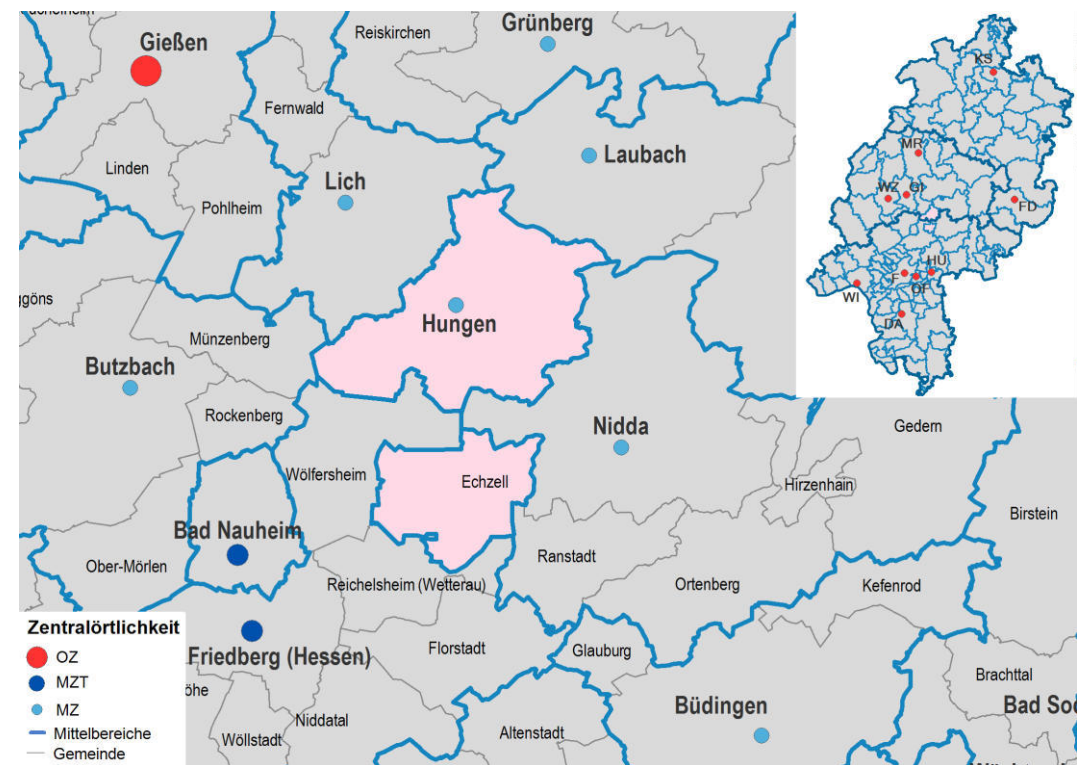 Gießen
Reiskirchen
Grünberg
Fernwald
Linden
Laubach
Lich
Pohlheim
Hungen
Münzenberg
Butzbach
Rockenberg
Nidda
Gedern
Wölfersheim
Echzell
Hirzenhain
Birstein
Bad Nauheim
Ober-Mörlen
Ranstadt
Reichelsheim (Wetterau)
Ortenberg
Kefenrod
Florstadt
Glauburg
Friedberg (Hessen)
Brachttal
Büdingen
Bad Soo
Niddatal
Wöllstadt
Altenstadt
KS
MR
WZ
GI
FD
HU
F
OF
WI
DA
Zentralörtlichkeit
OZ
MZT
MZ
Mittelbereiche
Gemeinde